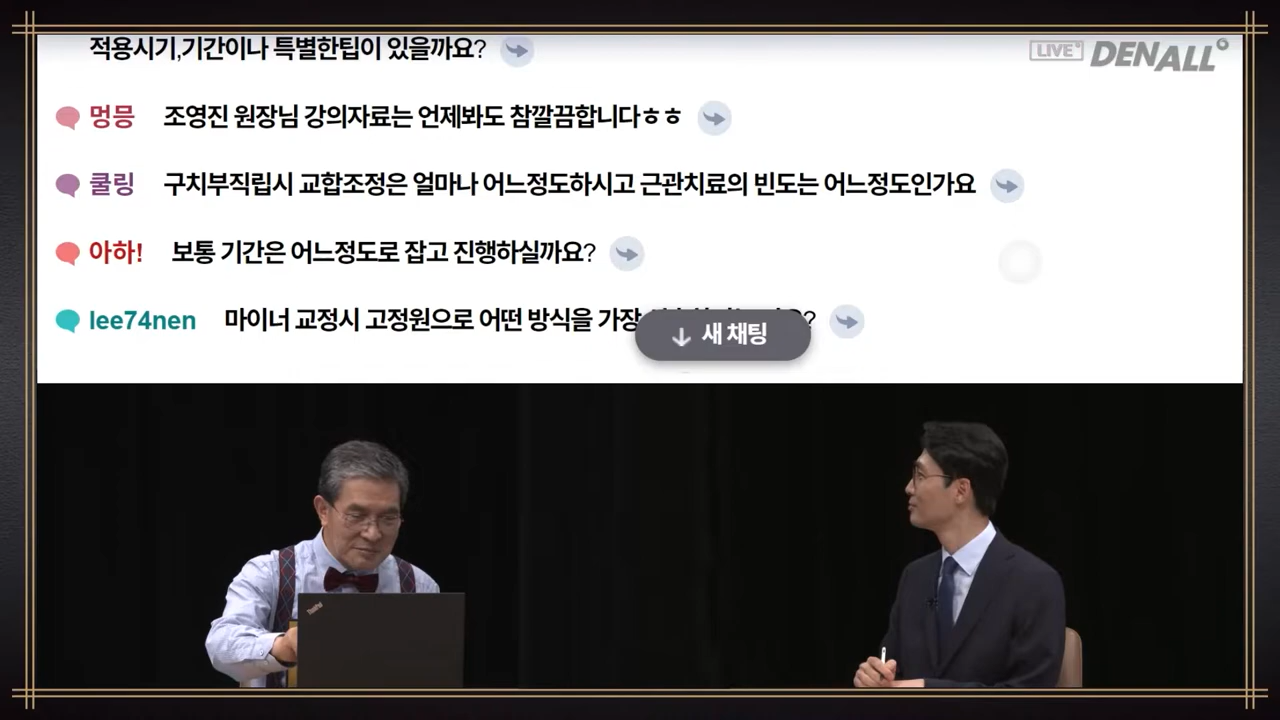 적용시기,기간이나 특별한팁이 있을까요?
LIVE DENALL
멍믕 조영진 원장님 강의자료는 언제봐도 참깔끔합니다ㅎㅎ
쿨링 구치부직립시 교합조정은 얼마나 어느정도하시고 근관치료의 빈도는 어느정도인가요
아하! 보통 기간은 어느정도로 잡고 진행하실까요?
lee74nen 마이너 교정시 고정원으로 어떤 방식을 가장
새 채팅
ThinkPad